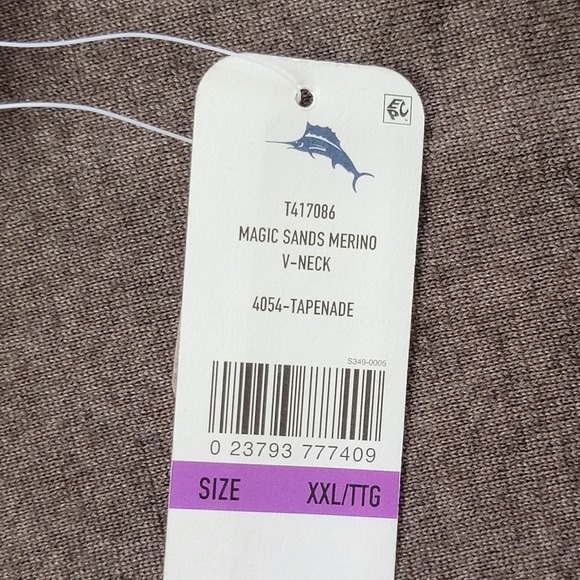 T417086
MAGIC SANDS MERINO
V-NECK
4054-TAPENADE
S349-0005
0 23793 777409
SIZE XXL/TTG